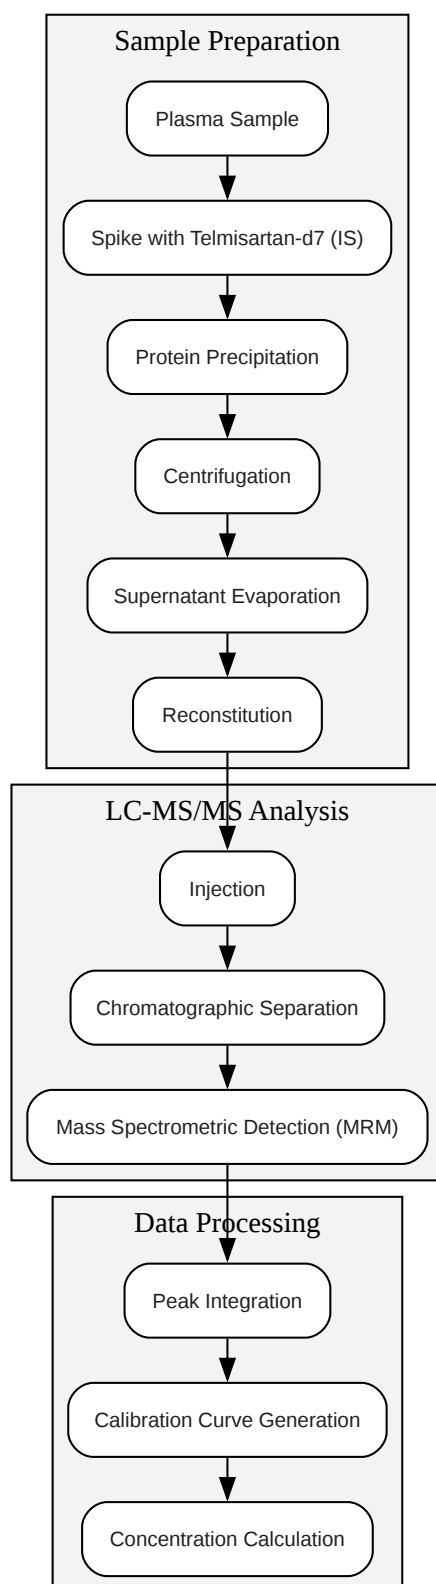 Sample Preparation
Plasma Sample
Spike with Telmisartan-d7 (IS)
Protein Precipitation
Centrifugation
Supernatant Evaporation
Reconstitution
LC-MS/MS Analysis
Injection
Chromatographic Separation
Mass Spectrometric Detection (MRM)
Data Processing
Peak Integration
Calibration Curve Generation
Concentration Calculation